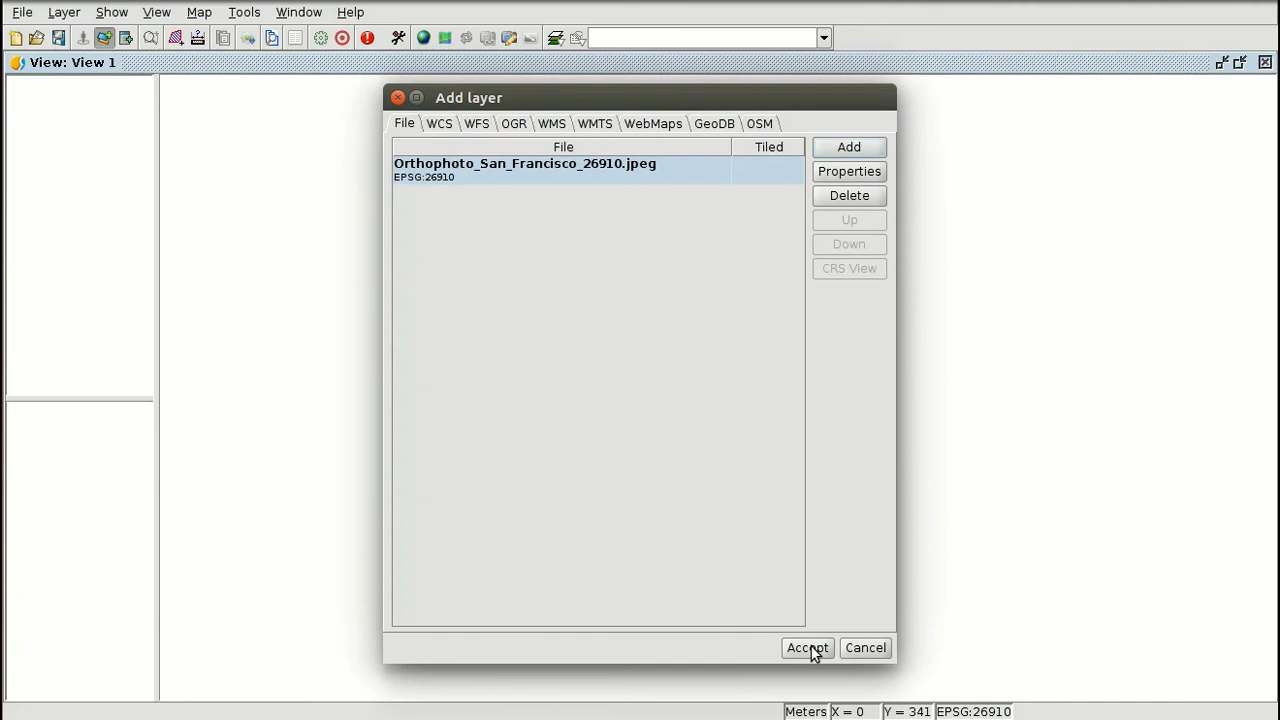 File Layer Show View Map Tools Window Help
View: View 1
Add layer
File WCS WFS OGR WMS WMTS WebMaps GeoDB OSM
File Tiled Add
Orthophoto_San_Francisco_26910.jpeg
EPSG:26910
Properties
Delete
Up
Down
CRS View
Accept Cancel
Meters X = 0 Y = 341 EPSG:26910